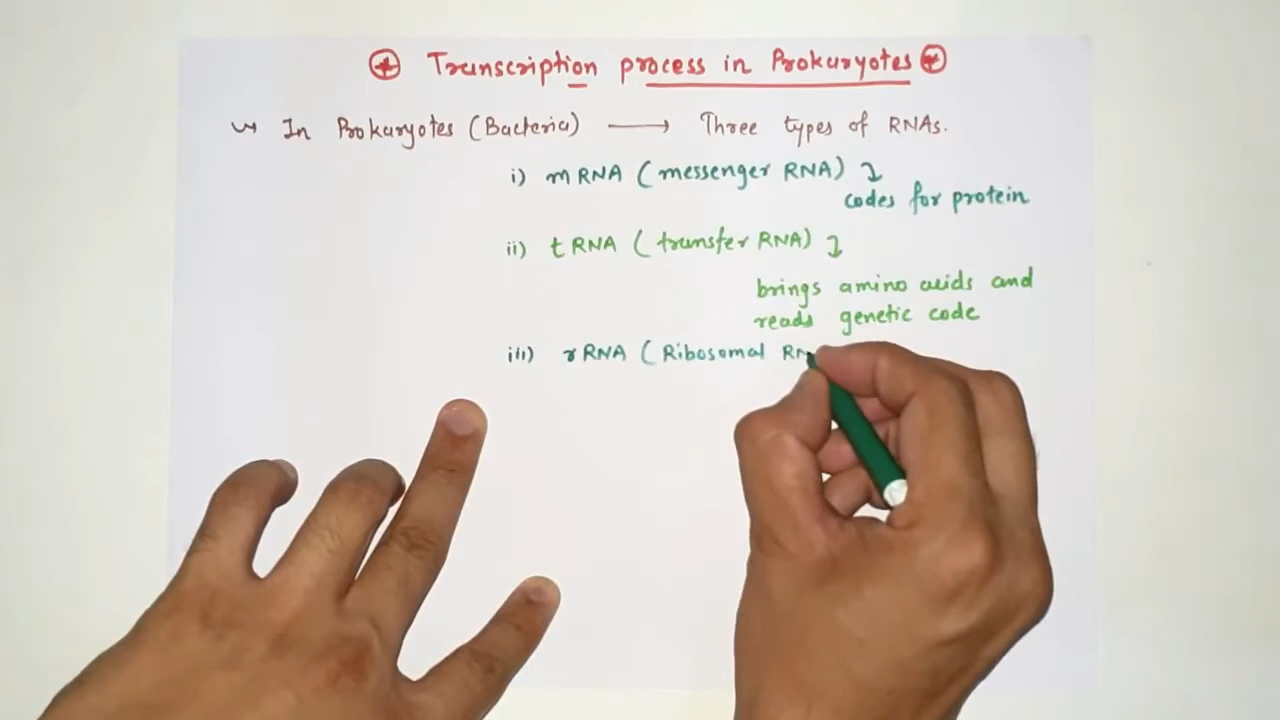 Transcription process in Prokaryotes
In Prokaryotes (Bacteria) → Three types of RNAs.
i) mRNA (messenger RNA)
codes for protein
ii) tRNA (transfer RNA)
brings amino acids and
reads genetic code
iii) rRNA (Ribosomal RN